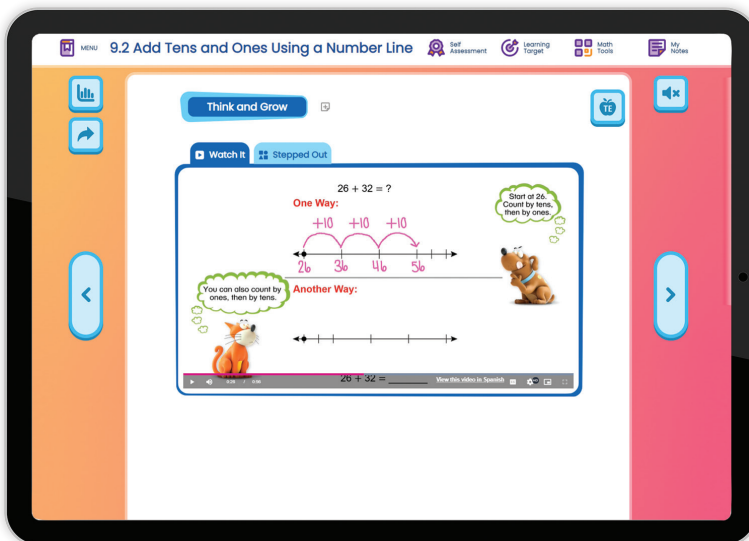 MENU
9.2 Add Tens and Ones Using a Number Line
Self
Assessment
Learning
Target
Math
Tools
My
Notes
Think and Grow
TE
Watch It
Stepped Out
26 + 32 = ?
One Way:
Start at 26.
Count by tens,
then by ones.
+10 +10 +10
26 36 46 56
You can also count by
ones, then by tens.
Another Way:
26 + 32 = ______
View this video in Spanish